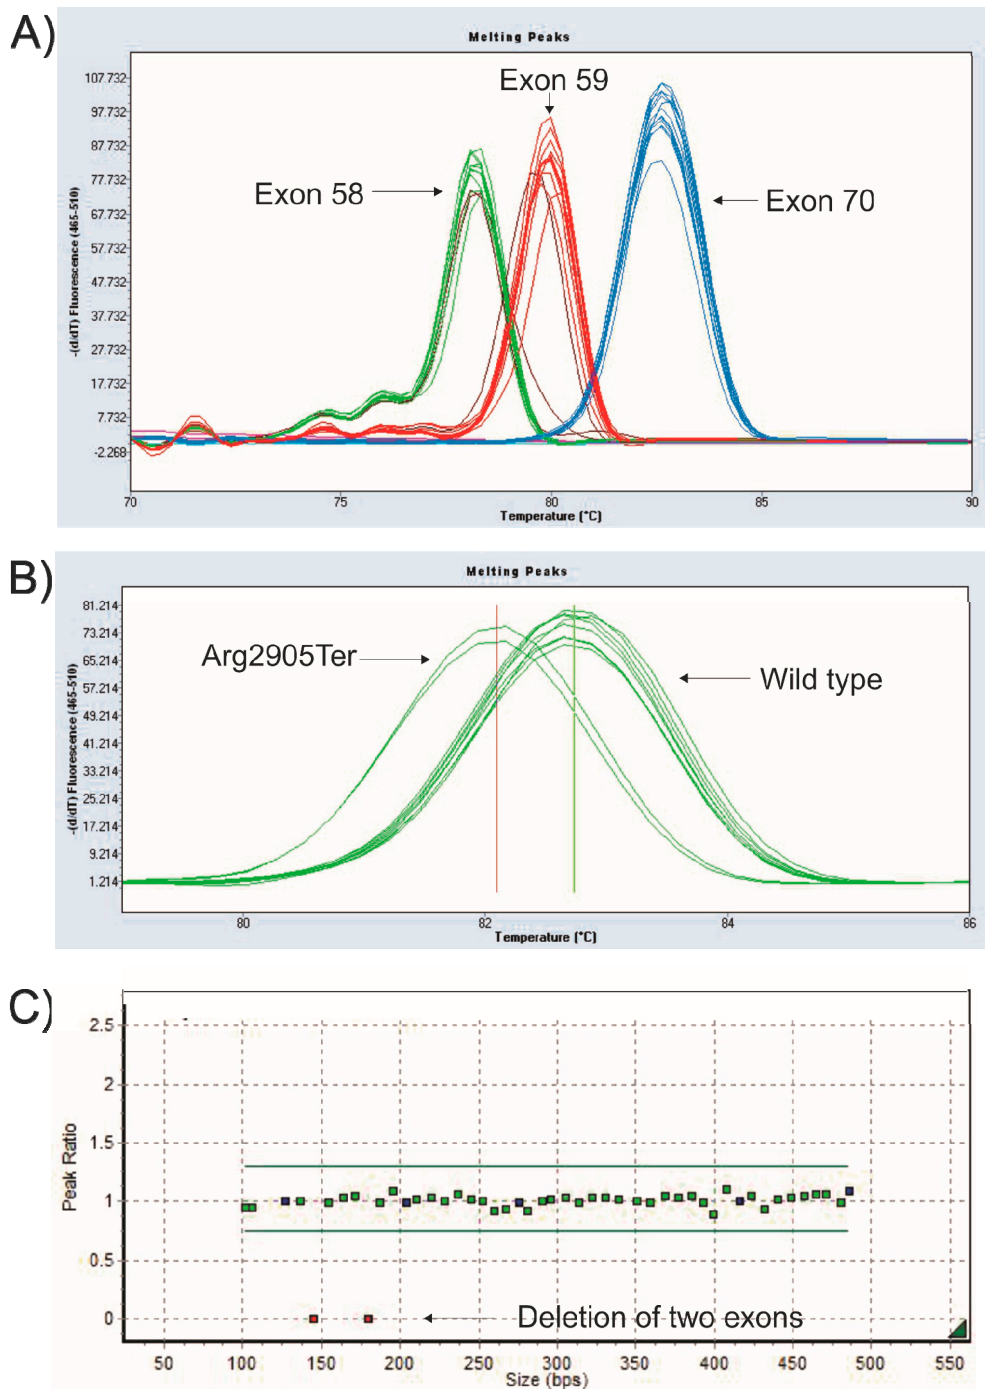 A)
Melting Peaks
-(d/dT) Fluorescence (465-510)
107.732
97.732
87.732
77.732
67.732
57.732
47.732
37.732
27.732
17.732
7.732
-2.268
Exon 59
Exon 58
Exon 70
70 75 80 85 90
Temperature (°C)
B)
Melting Peaks
-(d/dT) Fluorescence (465-510)
81.214
73.214
65.214
57.214
49.214
41.214
33.214
25.214
17.214
9.214
1.214
Arg2905Ter
Wild type
80 82 84 86
Temperature (°C)
C)
Peak Ratio
2.5
2
1.5
1
0.5
0
Deletion of two exons
50 100 150 200 250 300 350 400 450 500 550
Size (bps)